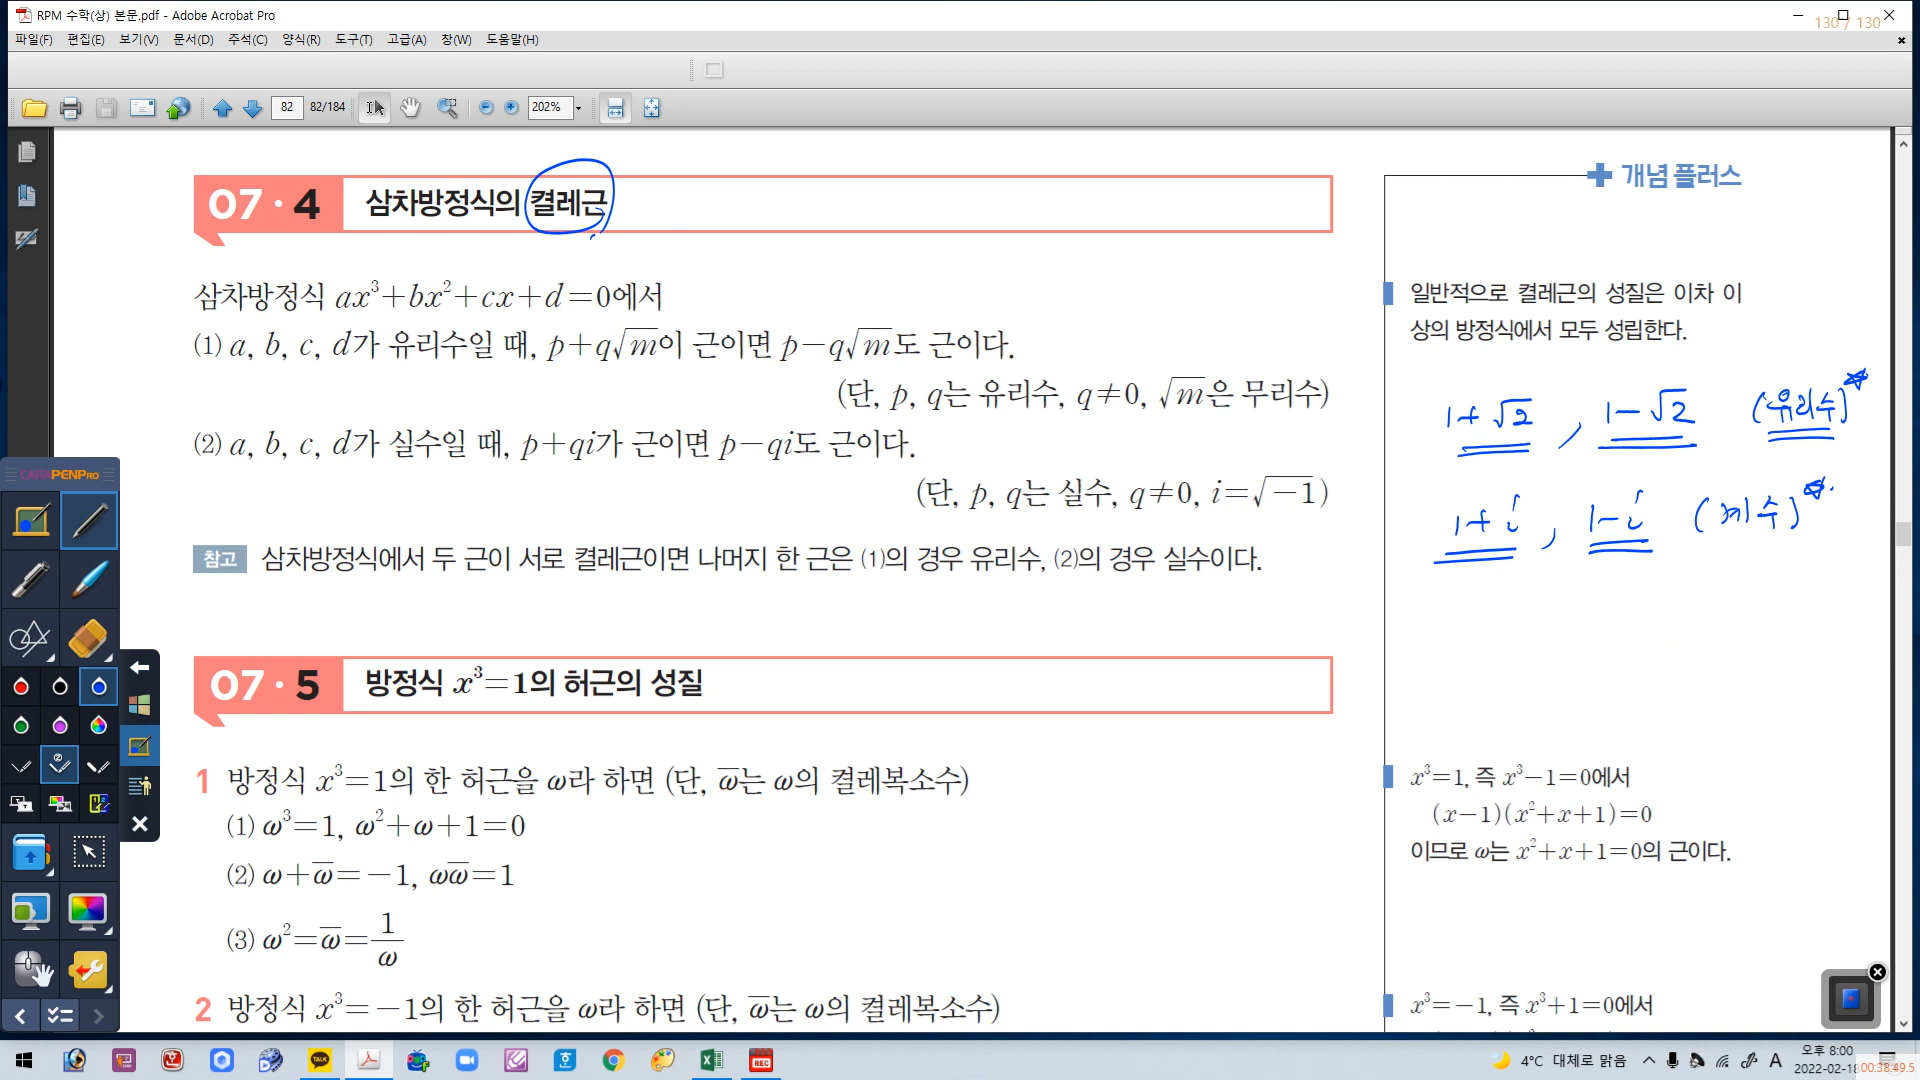 RPM 수학(상) 본문.pdf - Adobe Acrobat Pro
130 / 130
파일(F) 편집(E) 보기(V) 문서(D) 주석(C) 양식(R) 도구(T) 고급(A) 창(W) 도움말(H)
82 82/184 202%
07·4 삼차방정식의 켤레근
삼차방정식 ax³+bx²+cx+d=0에서
(1) a, b, c, d가 유리수일 때, p+q√m이 근이면 p-q√m도 근이다.
(단, p, q는 유리수, q≠0, √m은 무리수)
(2) a, b, c, d가 실수일 때, p+qi가 근이면 p-qi도 근이다.
(단, p, q는 실수, q≠0, i=√-1)
참고 삼차방정식에서 두 근이 서로 켤레근이면 나머지 한 근은 (1)의 경우 유리수, (2)의 경우 실수이다.
07·5 방정식 x³=1의 허근의 성질
1 방정식 x³=1의 한 허근을 ω라 하면 (단, ω̅는 ω의 켤레복소수)
(1) ω³=1, ω²+ω+1=0
(2) ω+ω̅=-1, ωω̅=1
(3) ω²=ω̅=1/ω
2 방정식 x³=-1의 한 허근을 ω라 하면 (단, ω̅는 ω의 켤레복소수)
개념 플러스
일반적으로 켤레근의 성질은 이차 이
상의 방정식에서 모두 성립한다.
1+√2, 1-√2 (유리수)
1+i, 1-i (계수)
x³=1, 즉 x³-1=0에서
(x-1)(x²+x+1)=0
이므로 ω는 x²+x+1=0의 근이다.
x³=-1, 즉 x³+1=0에서
CARAPENPRO
TALK
REC
4°C 대체로 맑음
A
오후 8:00
2022-02-18
00:38:49.5